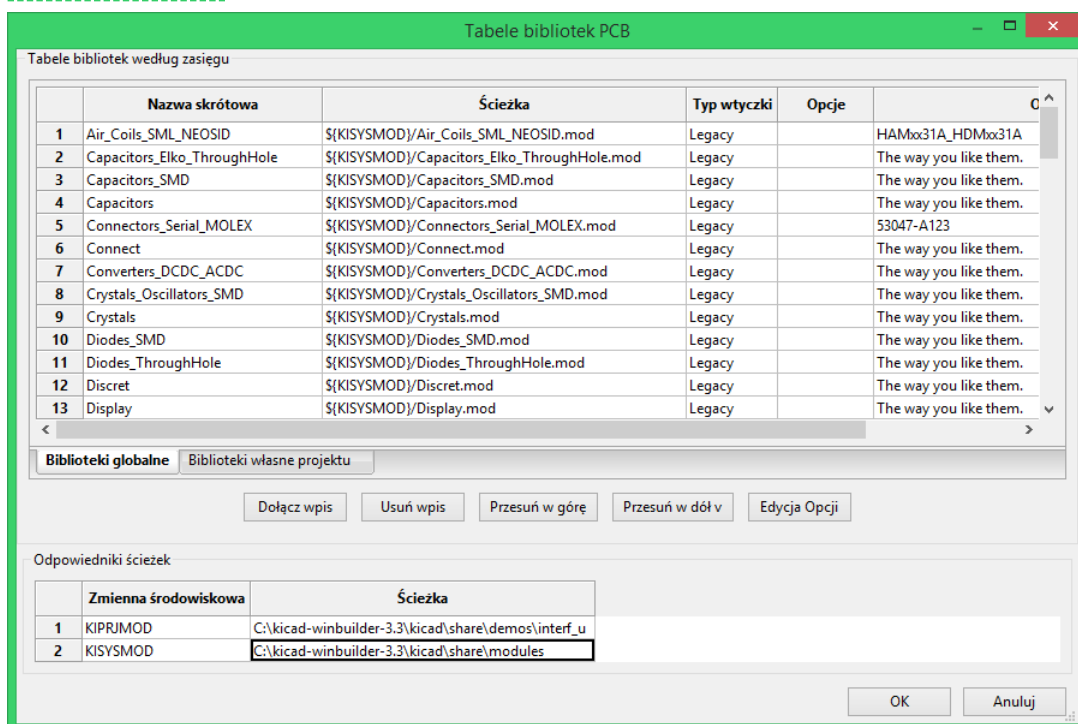 Tabele bibliotek PCB
Tabele bibliotek według zasięgu
Nazwa skrótowa Ścieżka Typ wtyczki Opcje O
1 Air_Coils_SML_NEOSID ${KISYSMOD}/Air_Coils_SML_NEOSID.mod Legacy HAMxx31A_HDMxx31A
2 Capacitors_Elko_ThroughHole ${KISYSMOD}/Capacitors_Elko_ThroughHole.mod Legacy The way you like them.
3 Capacitors_SMD ${KISYSMOD}/Capacitors_SMD.mod Legacy The way you like them.
4 Capacitors ${KISYSMOD}/Capacitors.mod Legacy The way you like them.
5 Connectors_Serial_MOLEX ${KISYSMOD}/Connectors_Serial_MOLEX.mod Legacy 53047-A123
6 Connect ${KISYSMOD}/Connect.mod Legacy The way you like them.
7 Converters_DCDC_ACDC ${KISYSMOD}/Converters_DCDC_ACDC.mod Legacy The way you like them.
8 Crystals_Oscillators_SMD ${KISYSMOD}/Crystals_Oscillators_SMD.mod Legacy The way you like them.
9 Crystals ${KISYSMOD}/Crystals.mod Legacy The way you like them.
10 Diodes_SMD ${KISYSMOD}/Diodes_SMD.mod Legacy The way you like them.
11 Diodes_ThroughHole ${KISYSMOD}/Diodes_ThroughHole.mod Legacy The way you like them.
12 Discret ${KISYSMOD}/Discret.mod Legacy The way you like them.
13 Display ${KISYSMOD}/Display.mod Legacy The way you like them.
Biblioteki globalne Biblioteki własne projektu
Dołącz wpis Usuń wpis Przesuń w górę Przesuń w dół v Edycja Opcji
Odpowiedniki ścieżek
Zmienna środowiskowa Ścieżka
1 KIPRJMOD C:\kicad-winbuilder-3.3\kicad\share\demos\interf_u
2 KISYSMOD C:\kicad-winbuilder-3.3\kicad\share\modules
OK Anuluj